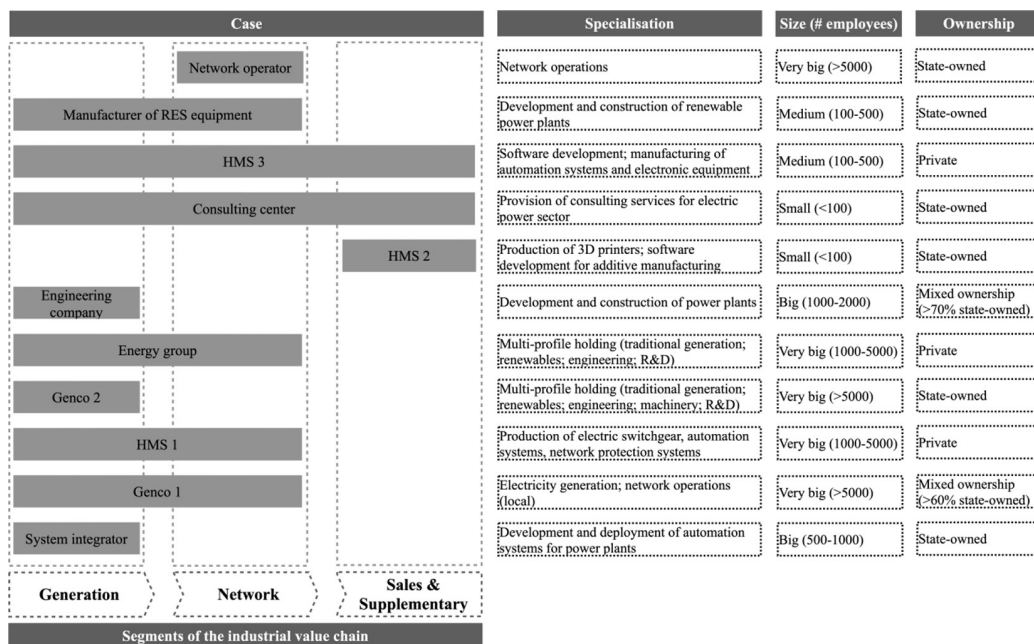 Case
Specialisation
Size (# employees)
Ownership
Network operator
Network operations
Very big (>5000)
State-owned
Manufacturer of RES equipment
Development and construction of renewable
power plants
Medium (100-500)
State-owned
HMS 3
Software development; manufacturing of
automation systems and electronic equipment
Medium (100-500)
Private
Consulting center
Provision of consulting services for electric
power sector
Small (<100)
State-owned
HMS 2
Production of 3D printers; software
development for additive manufacturing
Small (<100)
State-owned
Engineering
company
Development and construction of power plants
Big (1000-2000)
Mixed ownership
(>70% state-owned)
Energy group
Multi-profile holding (traditional generation;
renewables; engineering; R&D)
Very big (1000-5000)
Private
Genco 2
Multi-profile holding (traditional generation;
renewables; engineering; machinery; R&D)
Very big (>5000)
State-owned
HMS 1
Production of electric switchgear, automation
systems, network protection systems
Very big (1000-5000)
Private
Genco 1
Electricity generation; network operations
(local)
Very big (>5000)
Mixed ownership
(>60% state-owned)
System integrator
Development and deployment of automation
systems for power plants
Big (500-1000)
State-owned
Generation
Network
Sales &
Supplementary
Segments of the industrial value chain